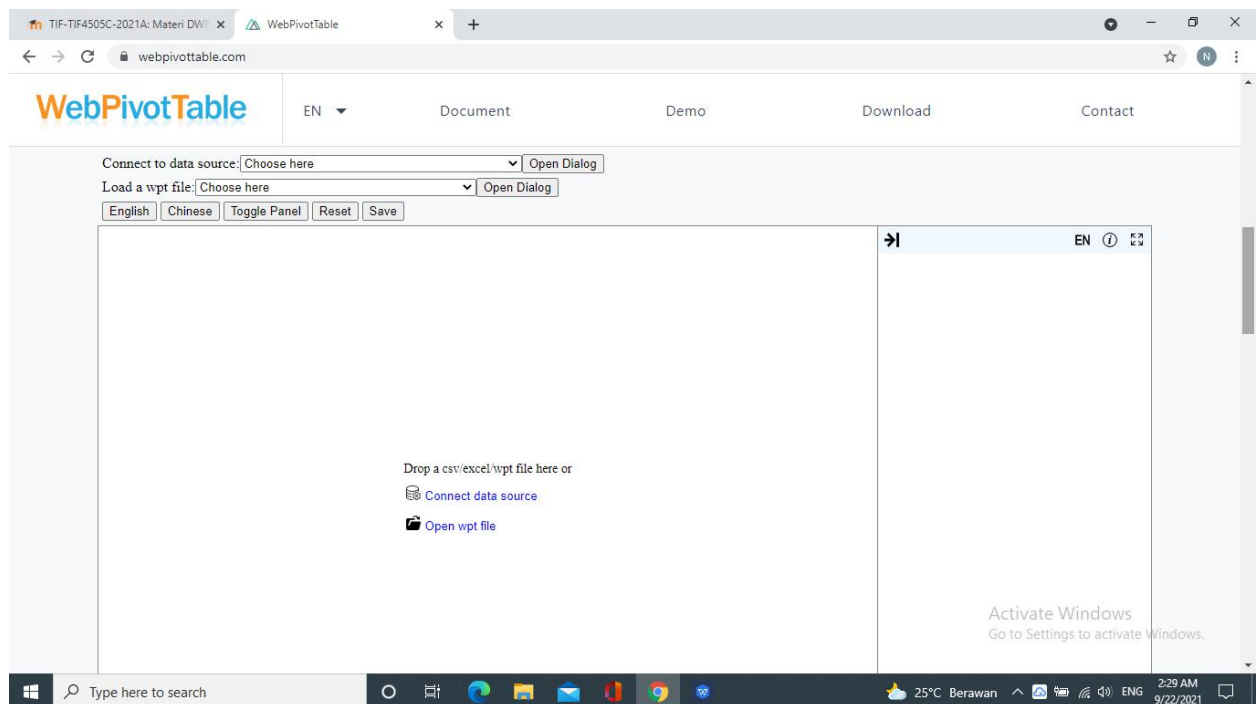 TIF-TIF4505C-2021A: Materi DW
WebPivotTable
webpivottable.com
N
WebPivotTable
EN
Document
Demo
Download
Contact
Connect to data source: Choose here Open Dialog
Load a wpt file: Choose here Open Dialog
English Chinese Toggle Panel Reset Save
EN
Drop a csv/excel/wpt file here or
Connect data source
Open wpt file
Activate Windows
Go to Settings to activate Windows.
Type here to search
25°C Berawan
ENG
2:29 AM
9/22/2021